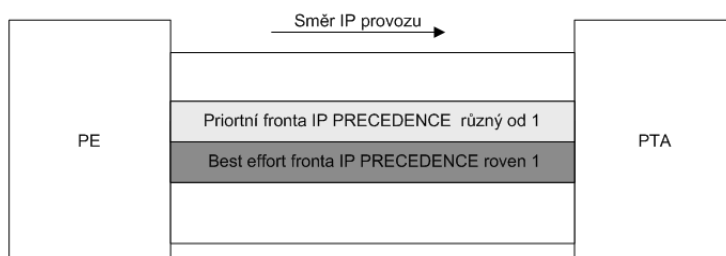 Směr IP provozu
PE
Priortní fronta IP PRECEDENCE různý od 1
Best effort fronta IP PRECEDENCE roven 1
PTA